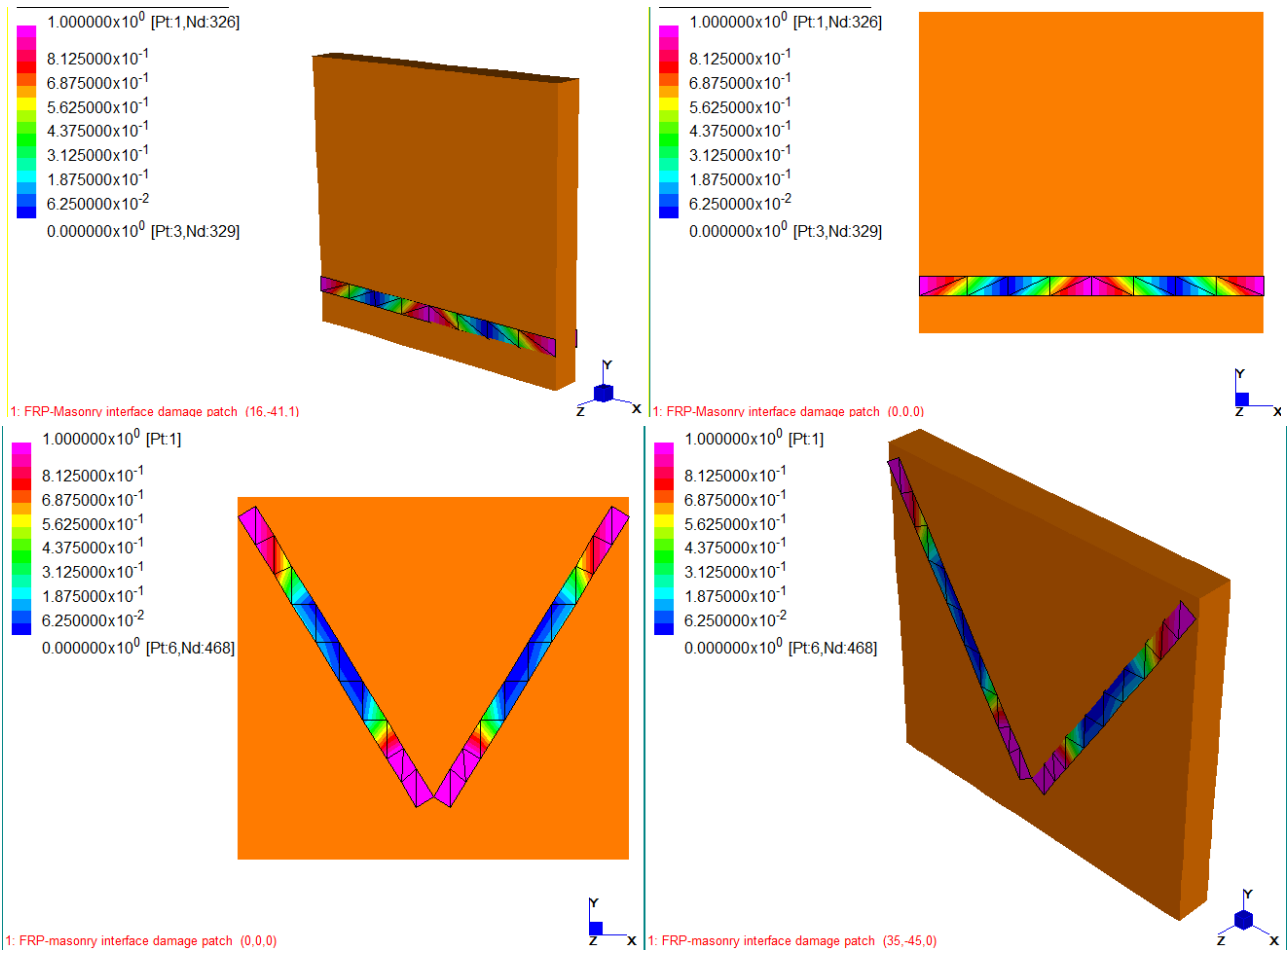 1.000000x10^0 [Pt:1,Nd:326]
8.125000x10^-1
6.875000x10^-1
5.625000x10^-1
4.375000x10^-1
3.125000x10^-1
1.875000x10^-1
6.250000x10^-2
0.000000x10^0 [Pt:3,Nd:329]
Y
Z
X
1: FRP-Masonry interface damage patch (16,-41,1)
1.000000x10^0 [Pt:1,Nd:326]
8.125000x10^-1
6.875000x10^-1
5.625000x10^-1
4.375000x10^-1
3.125000x10^-1
1.875000x10^-1
6.250000x10^-2
0.000000x10^0 [Pt:3,Nd:329]
Y
Z
X
1: FRP-Masonry interface damage patch (0,0,0)
1.000000x10^0 [Pt:1]
8.125000x10^-1
6.875000x10^-1
5.625000x10^-1
4.375000x10^-1
3.125000x10^-1
1.875000x10^-1
6.250000x10^-2
0.000000x10^0 [Pt:6,Nd:468]
Y
Z
X
1: FRP-masonry interface damage patch (0,0,0)
1.000000x10^0 [Pt:1]
8.125000x10^-1
6.875000x10^-1
5.625000x10^-1
4.375000x10^-1
3.125000x10^-1
1.875000x10^-1
6.250000x10^-2
0.000000x10^0 [Pt:6,Nd:468]
Y
Z
X
1: FRP-masonry interface damage patch (35,-45,0)